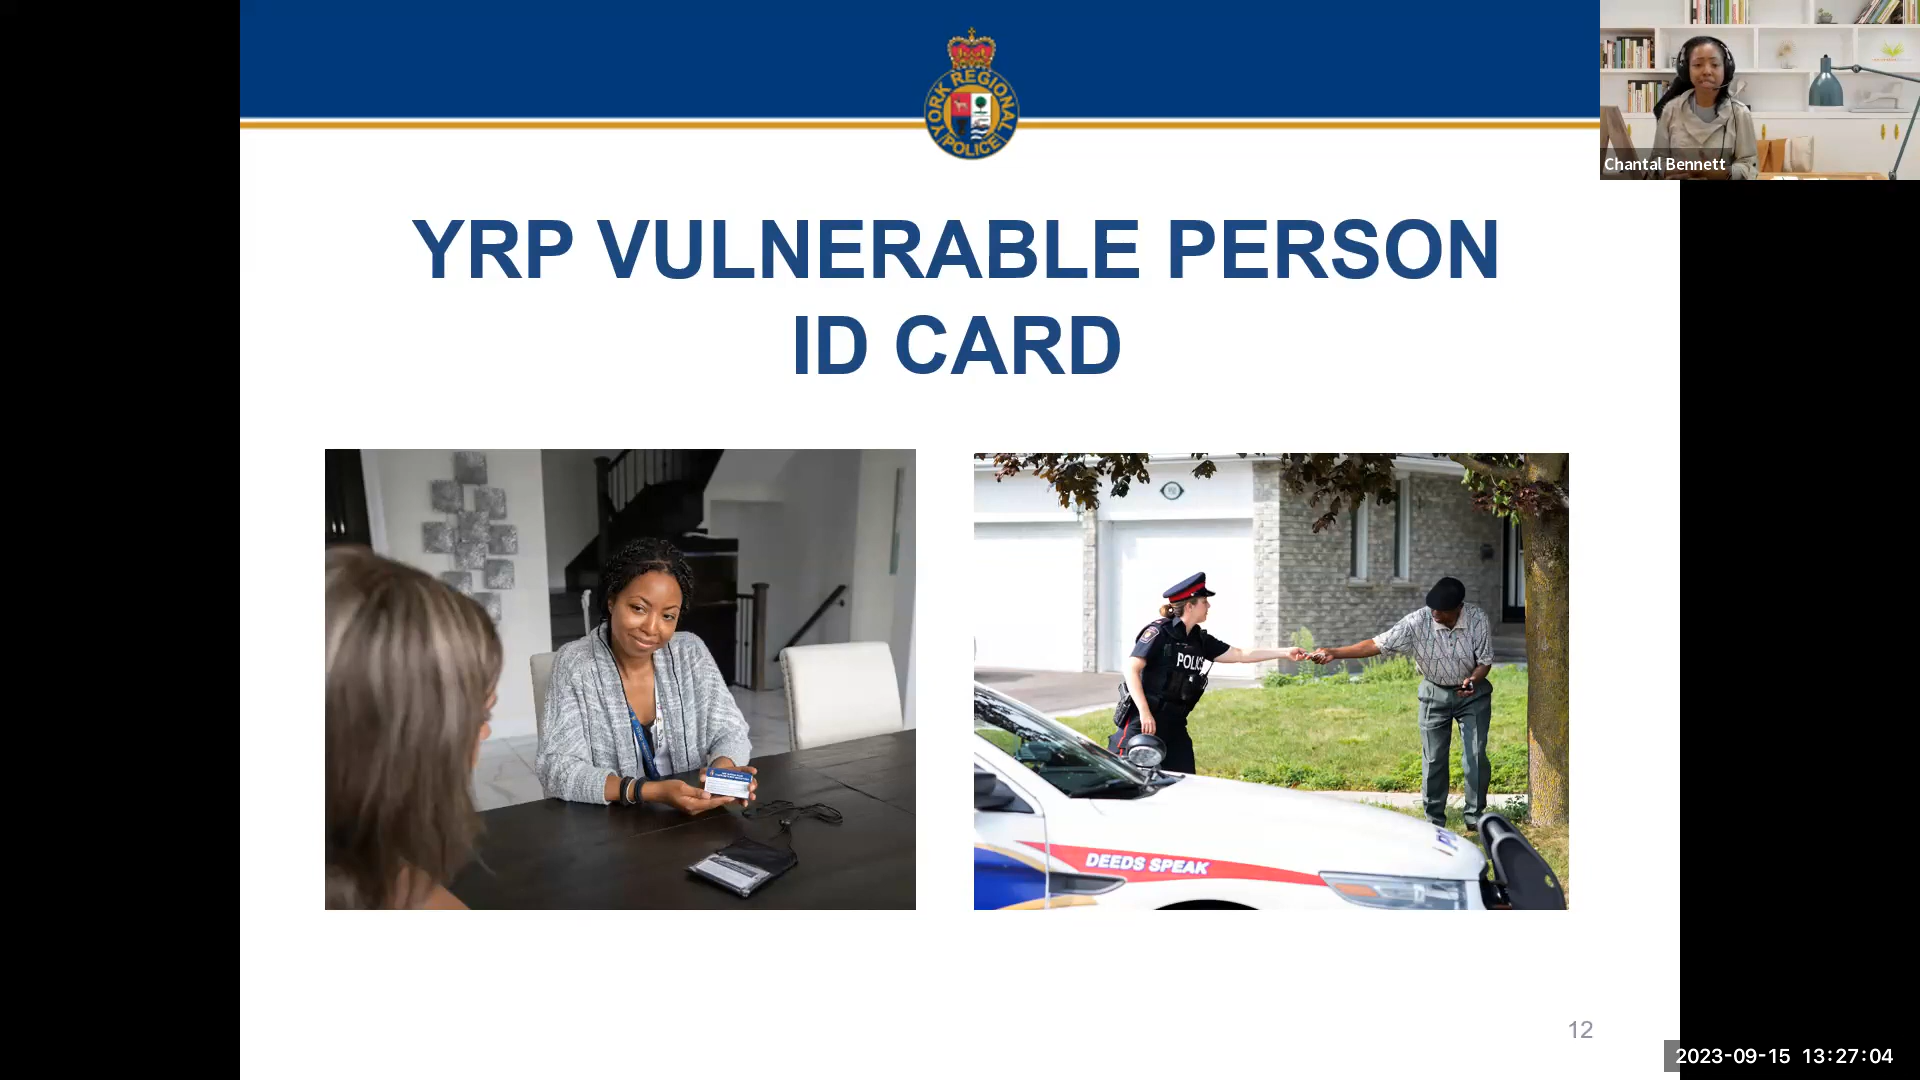 YORK REGIONAL
POLICE
Chantal Bennett
YRP VULNERABLE PERSON
ID CARD
POLICE
DEEDS SPEAK
12
2023-09-15 13:27:04